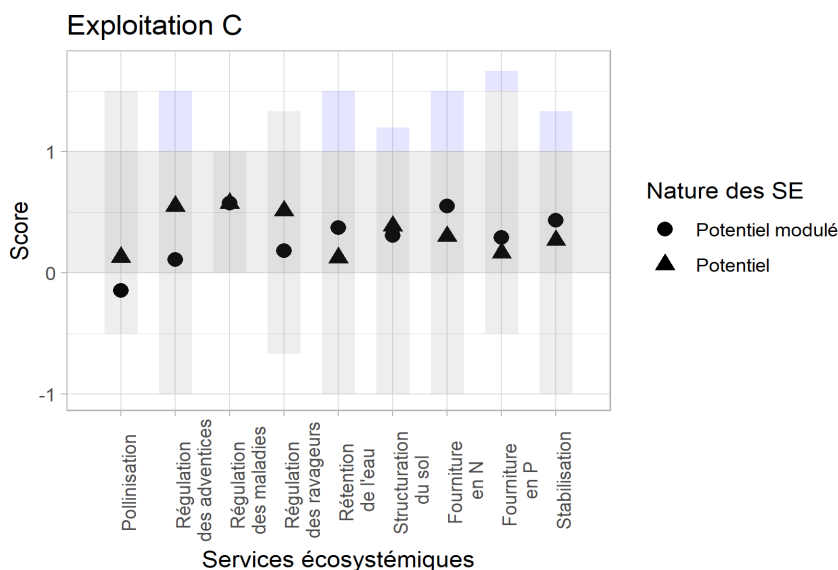 Exploitation C
Score
1
0
-1
Pollinisation
Régulation
des adventices
Régulation
des maladies
Régulation
des ravageurs
Rétention
de l'eau
Structuration
du sol
Fourniture
en N
Fourniture
en P
Stabilisation
Services écosystémiques
Nature des SE
Potentiel modulé
Potentiel